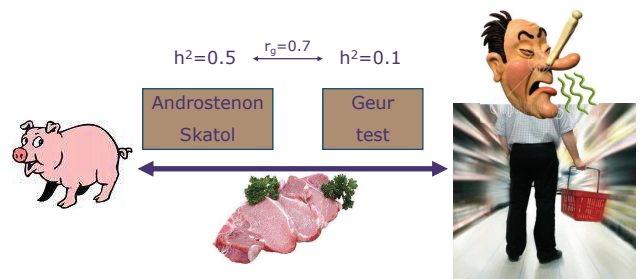 h²=0.5
r_g=0.7
h²=0.1
Androstenon
Skatol
Geur
test